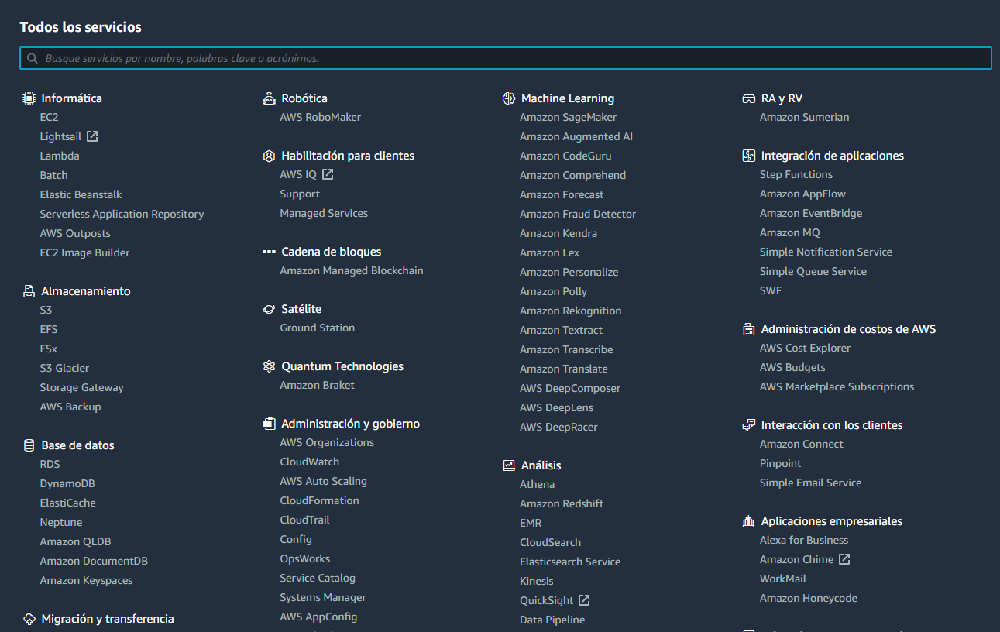 Todos los servicios
Busque servicios por nombre, palabras clave o acrónimos.
Informática
EC2
Lightsail
Lambda
Batch
Elastic Beanstalk
Serverless Application Repository
AWS Outposts
EC2 Image Builder
Almacenamiento
S3
EFS
FSx
S3 Glacier
Storage Gateway
AWS Backup
Base de datos
RDS
DynamoDB
ElastiCache
Neptune
Amazon QLDB
Amazon DocumentDB
Amazon Keyspaces
Migración y transferencia
Robótica
AWS RoboMaker
Habilitación para clientes
AWS IQ
Support
Managed Services
Cadena de bloques
Amazon Managed Blockchain
Satélite
Ground Station
Quantum Technologies
Amazon Braket
Administración y gobierno
AWS Organizations
CloudWatch
AWS Auto Scaling
CloudFormation
CloudTrail
Config
OpsWorks
Service Catalog
Systems Manager
AWS AppConfig
Machine Learning
Amazon SageMaker
Amazon Augmented AI
Amazon CodeGuru
Amazon Comprehend
Amazon Forecast
Amazon Fraud Detector
Amazon Kendra
Amazon Lex
Amazon Personalize
Amazon Polly
Amazon Rekognition
Amazon Textract
Amazon Transcribe
Amazon Translate
AWS DeepComposer
AWS DeepLens
AWS DeepRacer
Análisis
Athena
Amazon Redshift
EMR
CloudSearch
Elasticsearch Service
Kinesis
QuickSight
Data Pipeline
RA y RV
Amazon Sumerian
Integración de aplicaciones
Step Functions
Amazon AppFlow
Amazon EventBridge
Amazon MQ
Simple Notification Service
Simple Queue Service
SWF
Administración de costos de AWS
AWS Cost Explorer
AWS Budgets
AWS Marketplace Subscriptions
Interacción con los clientes
Amazon Connect
Pinpoint
Simple Email Service
Aplicaciones empresariales
Alexa for Business
Amazon Chime
WorkMail
Amazon Honeycode